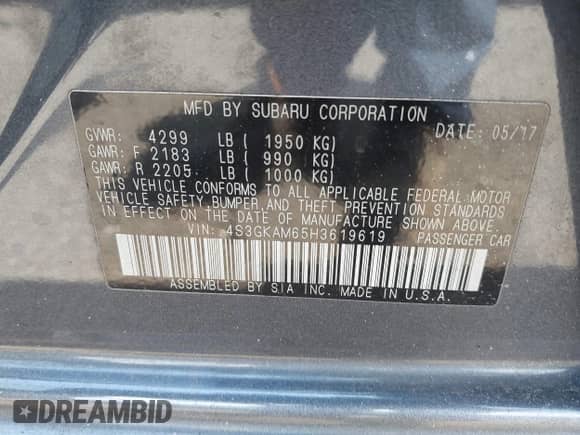 MFD BY SUBARU CORPORATION
GVWR: 4299 LB ( 1950 KG) DATE: 05/17
GAWR: F 2183 LB ( 990 KG)
GAWR: R 2205 LB ( 1000 KG)
THIS VEHICLE CONFORMS TO ALL APPLICABLE FEDERAL MOTOR
VEHICLE SAFETY,BUMPER,AND THEFT PREVENTION STANDARDS
IN EFFECT ON THE DATE OF MANUFACTURE SHOWN ABOVE.
VIN: 4S3GKAM65H3619619 PASSENGER CAR
ASSEMBLED BY SIA INC. MADE IN U.S.A.
DREAMBID